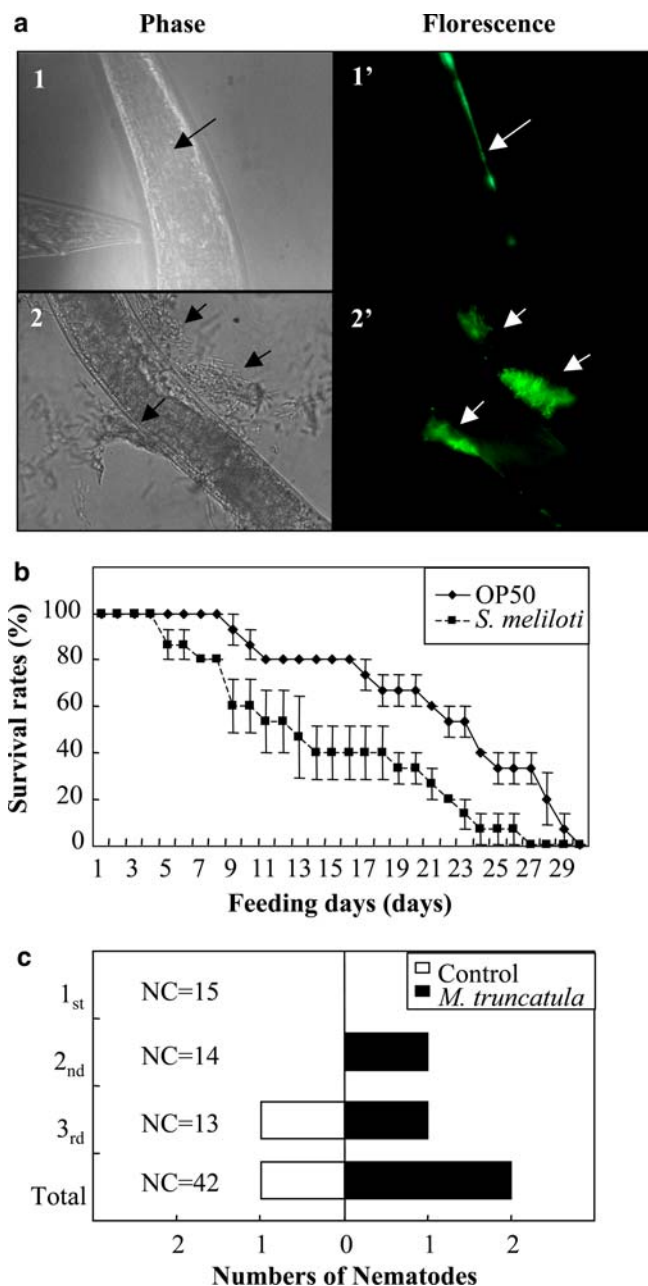 a
Phase Florescence
1 1’
2 2’
b
OP50
S. meliloti
Survival rates (%)
100
80
60
40
20
0
1 3 5 7 9 11 13 15 17 19 21 23 25 27 29
Feeding days (days)
c
Control
M. truncatula
1st NC=15
2nd NC=14
3rd NC=13
Total NC=42
2 1 0 1 2
Numbers of Nematodes